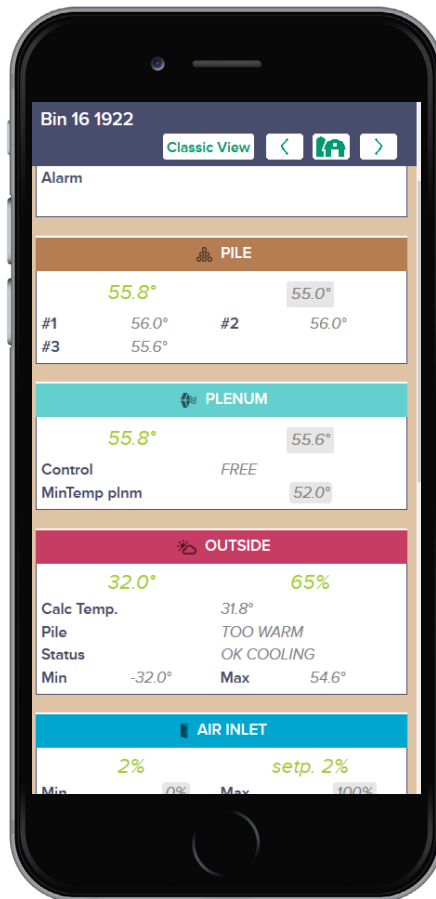 Bin 16 1922
Classic View
Alarm
PILE
55.8° 55.0°
#1 56.0° #2 56.0°
#3 55.6°
PLENUM
55.8° 55.6°
Control FREE
MinTemp plnm 52.0°
OUTSIDE
32.0° 65%
Calc Temp. 31.8°
Pile TOO WARM
Status OK COOLING
Min -32.0° Max 54.6°
AIR INLET
2% setp. 2%
Min 0% Max 100%